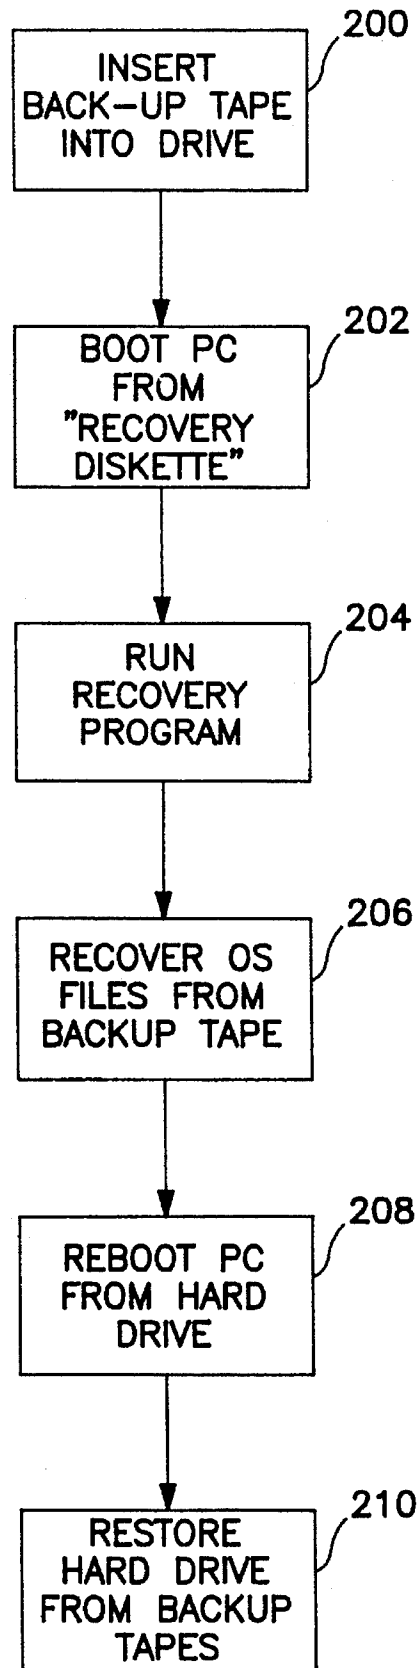 200
INSERT
BACK-UP TAPE
INTO DRIVE
202
BOOT PC
FROM
"RECOVERY
DISKETTE"
204
RUN
RECOVERY
PROGRAM
206
RECOVER OS
FILES FROM
BACKUP TAPE
208
REBOOT PC
FROM HARD
DRIVE
210
RESTORE
HARD DRIVE
FROM BACKUP
TAPES